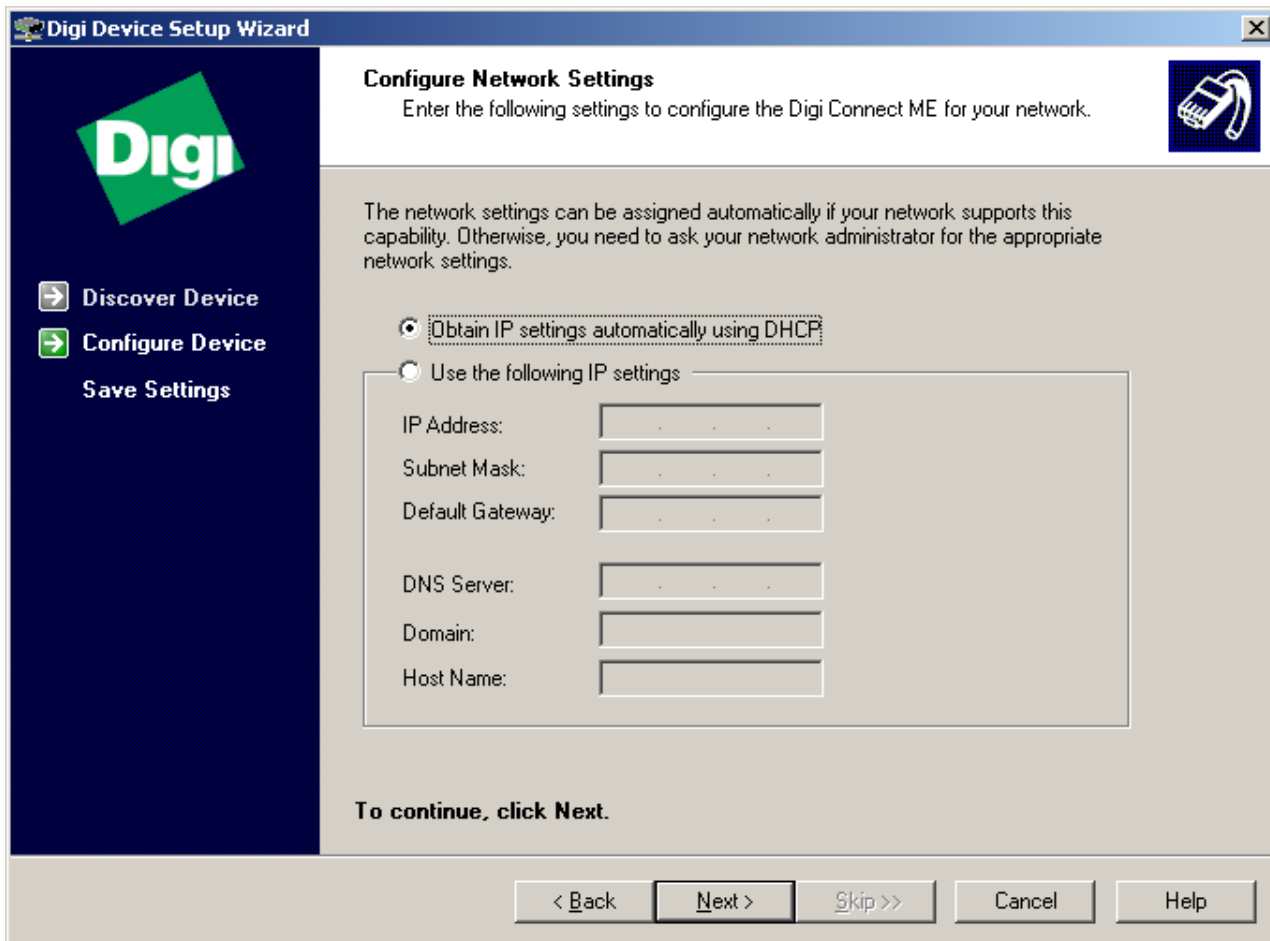 Digi Device Setup Wizard
Digi
Discover Device
Configure Device
Save Settings
Configure Network Settings
Enter the following settings to configure the Digi Connect ME for your network.
The network settings can be assigned automatically if your network supports this
capability. Otherwise, you need to ask your network administrator for the appropriate
network settings.
Obtain IP settings automatically using DHCP
Use the following IP settings
IP Address:
Subnet Mask:
Default Gateway:
DNS Server:
Domain:
Host Name:
To continue, click Next.
< Back Next > Skip >> Cancel Help